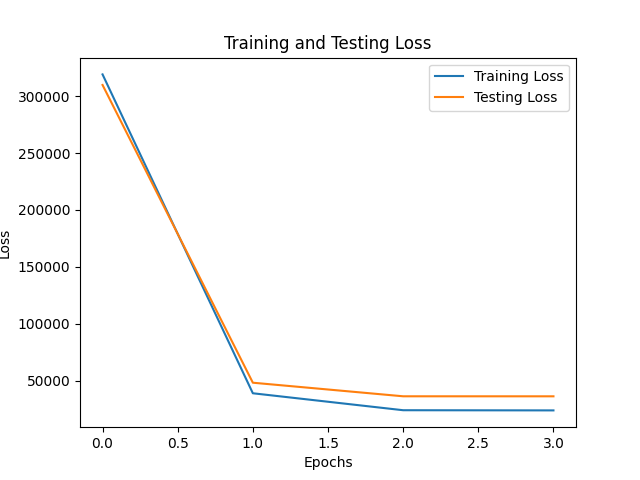 Training and Testing Loss
Training Loss
Testing Loss
300000
250000
200000
150000
100000
50000
Loss
0.0 0.5 1.0 1.5 2.0 2.5 3.0
Epochs